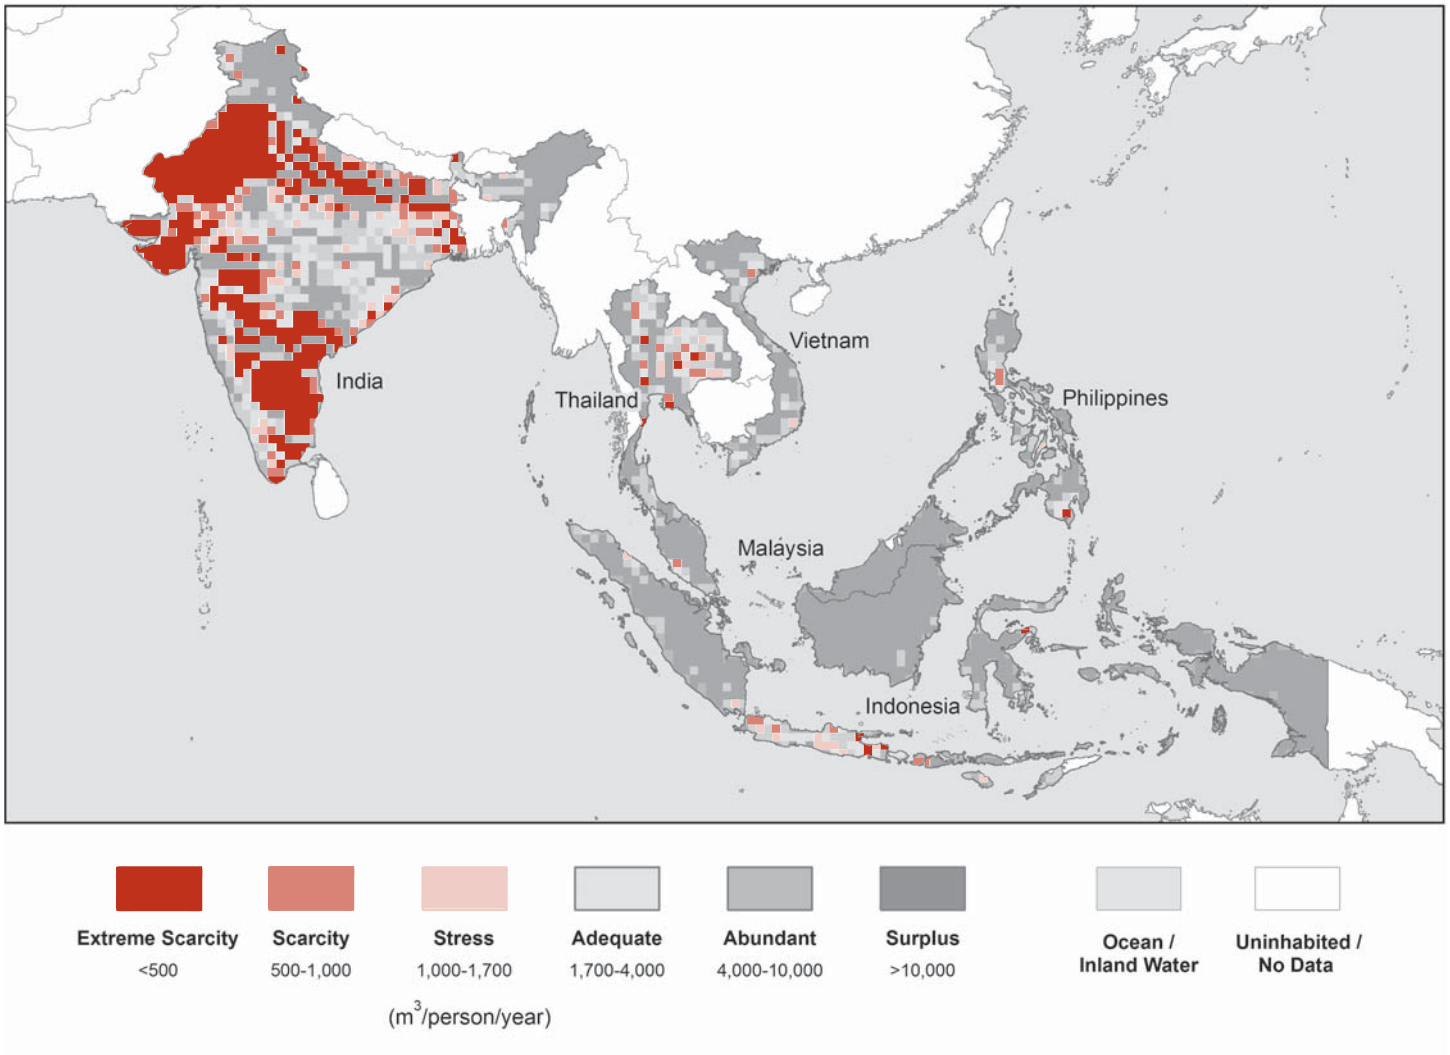 India
Vietnam
Thailand
Philippines
Malaysia
Indonesia
Extreme Scarcity
<500
Scarcity
500-1,000
Stress
1,000-1,700
Adequate
1,700-4,000
Abundant
4,000-10,000
Surplus
>10,000
Ocean /
Inland Water
Uninhabited /
No Data
(m³/person/year)